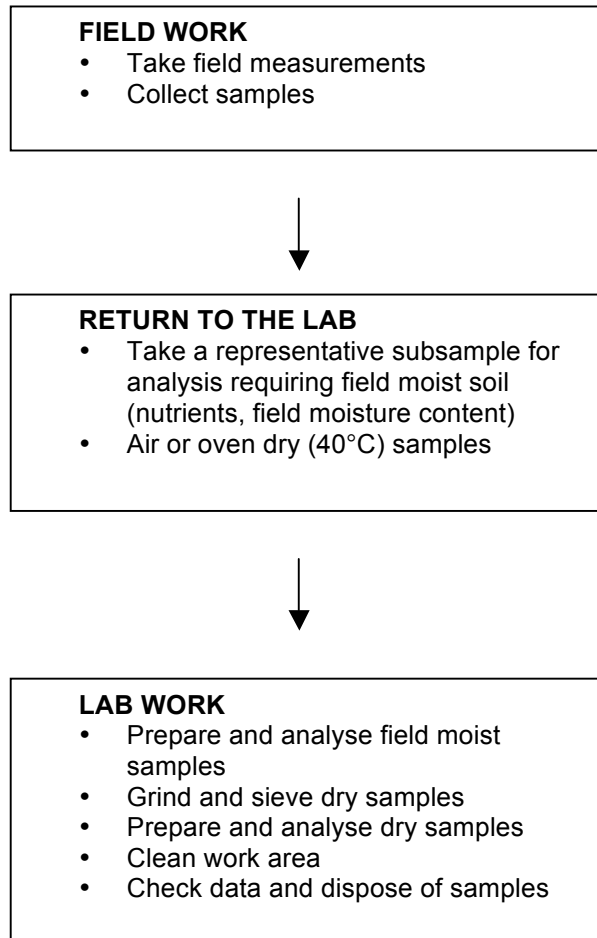 FIELD WORK
• Take field measurements
• Collect samples
RETURN TO THE LAB
• Take a representative subsample for
analysis requiring field moist soil
(nutrients, field moisture content)
• Air or oven dry (40°C) samples
LAB WORK
• Prepare and analyse field moist
samples
• Grind and sieve dry samples
• Prepare and analyse dry samples
• Clean work area
• Check data and dispose of samples